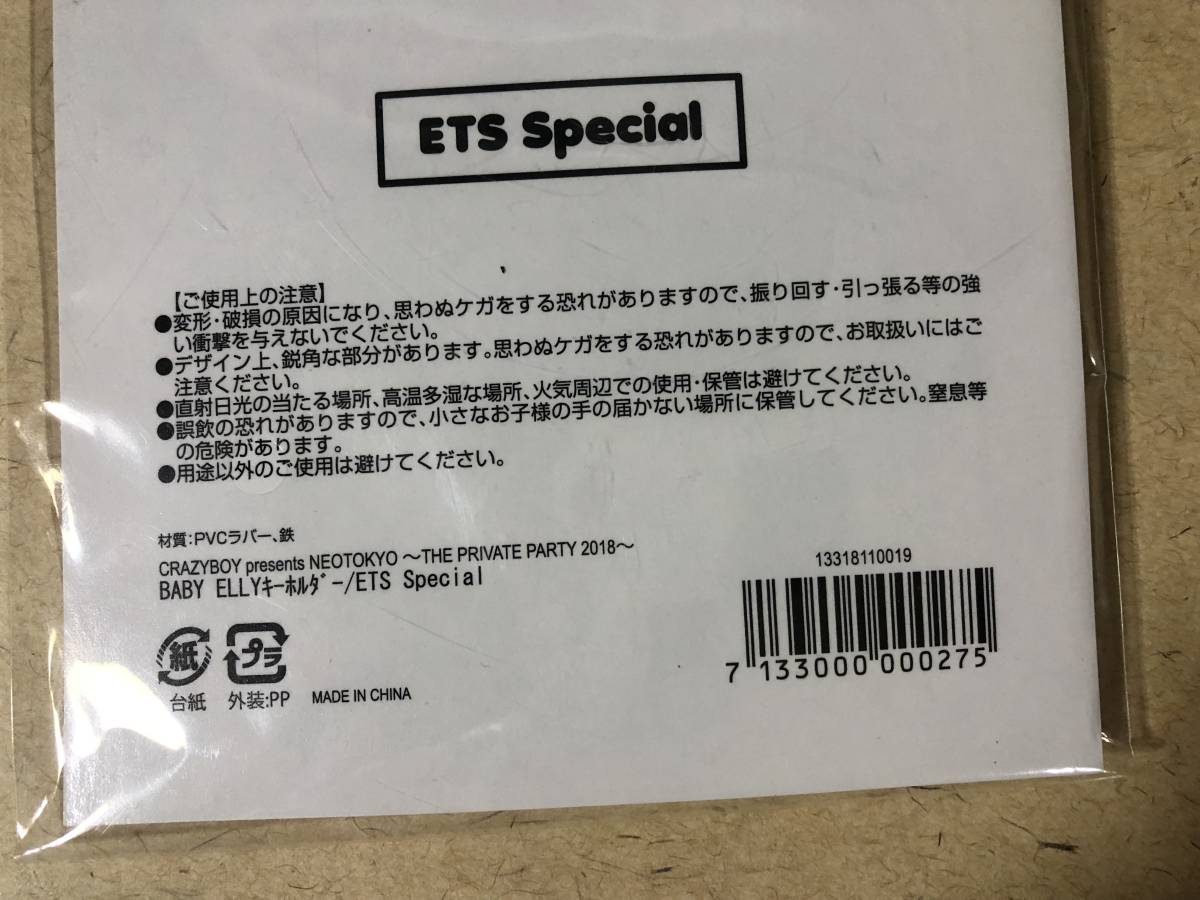 ETS Special
【ご使用上の注意】
●変形・破損の原因になり、思わぬケガをする恐れがありますので、振り回す・引っ張る等の強
い衝撃を与えないでください。
●デザイン上、鋭角な部分があります。思わぬケガをする恐れがありますので、お取扱いにはご
注意ください。
●直射日光の当たる場所、高温多湿な場所、火気周辺での使用・保管は避けてください。
●誤飲の恐れがありますので、小さなお子様の手の届かない場所に保管してください。窒息等
の危険があります。
●用途以外のご使用は避けてください。
材質:PVCラバー、鉄
CRAZYBOY presents NEOTOKYO ～THE PRIVATE PARTY 2018～
BABY ELLYｷｰﾎﾙﾀﾞｰ/ETS Special
13318110019
7 133000 000275
紙 プラ
台紙 外装:PP MADE IN CHINA